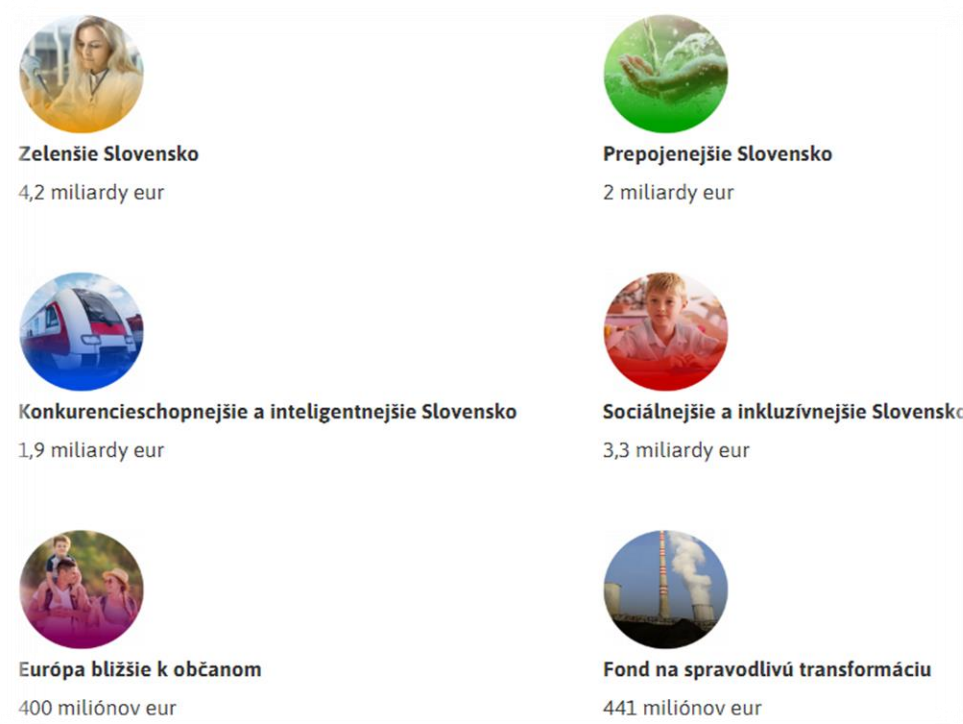 Zelenšie Slovensko
4,2 miliardy eur
Prepojenejšie Slovensko
2 miliardy eur
Konkurencieschopnejšie a inteligentnejšie Slovensko
1,9 miliardy eur
Sociálnejšie a inkluzívnejšie Slovensko
3,3 miliardy eur
Európa bližšie k občanom
400 miliónov eur
Fond na spravodlivú transformáciu
441 miliónov eur